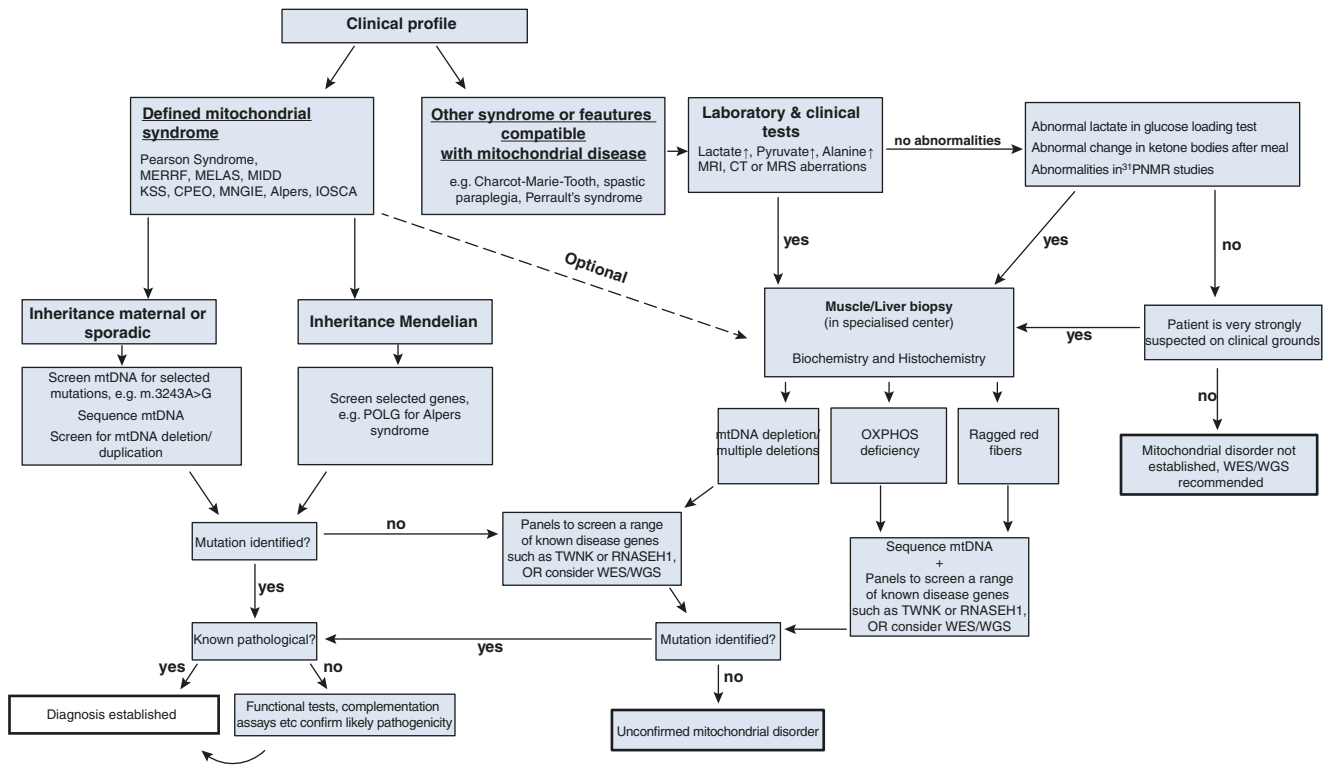 Clinical profile
Defined mitochondrial
syndrome
Pearson Syndrome,
MERRF, MELAS, MIDD
KSS, CPEO, MNGIE, Alpers, IOSCA
Other syndrome or feautures
compatible
with mitochondrial disease
e.g. Charcot-Marie-Tooth, spastic
paraplegia, Perrault's syndrome
Laboratory & clinical
tests
Lactate↑, Pyruvate↑, Alanine↑
MRI, CT or MRS aberrations
no abnormalities
Abnormal lactate in glucose loading test
Abnormal change in ketone bodies after meal
Abnormalities in³¹PNMR studies
yes
yes
no
Optional
Inheritance maternal or
sporadic
Inheritance Mendelian
Muscle/Liver biopsy
(in specialised center)
Biochemistry and Histochemistry
yes
Patient is very strongly
suspected on clinical grounds
Screen mtDNA for selected
mutations, e.g. m.3243A>G
Sequence mtDNA
Screen for mtDNA deletion/
duplication
Screen selected genes,
e.g. POLG for Alpers
syndrome
no
mtDNA depletion/
multiple deletions
OXPHOS
deficiency
Ragged red
fibers
Mitochondrial disorder not
established, WES/WGS
recommended
Mutation identified?
no
Panels to screen a range
of known disease genes
such as TWNK or RNASEH1,
OR consider WES/WGS
Sequence mtDNA
+
Panels to screen a range
of known disease genes
such as TWNK or RNASEH1,
OR consider WES/WGS
yes
Known pathological?
yes
Mutation identified?
yes
no
no
Diagnosis established
Functional tests, complementation
assays etc confirm likely pathogenicity
Unconfirmed mitochondrial disorder